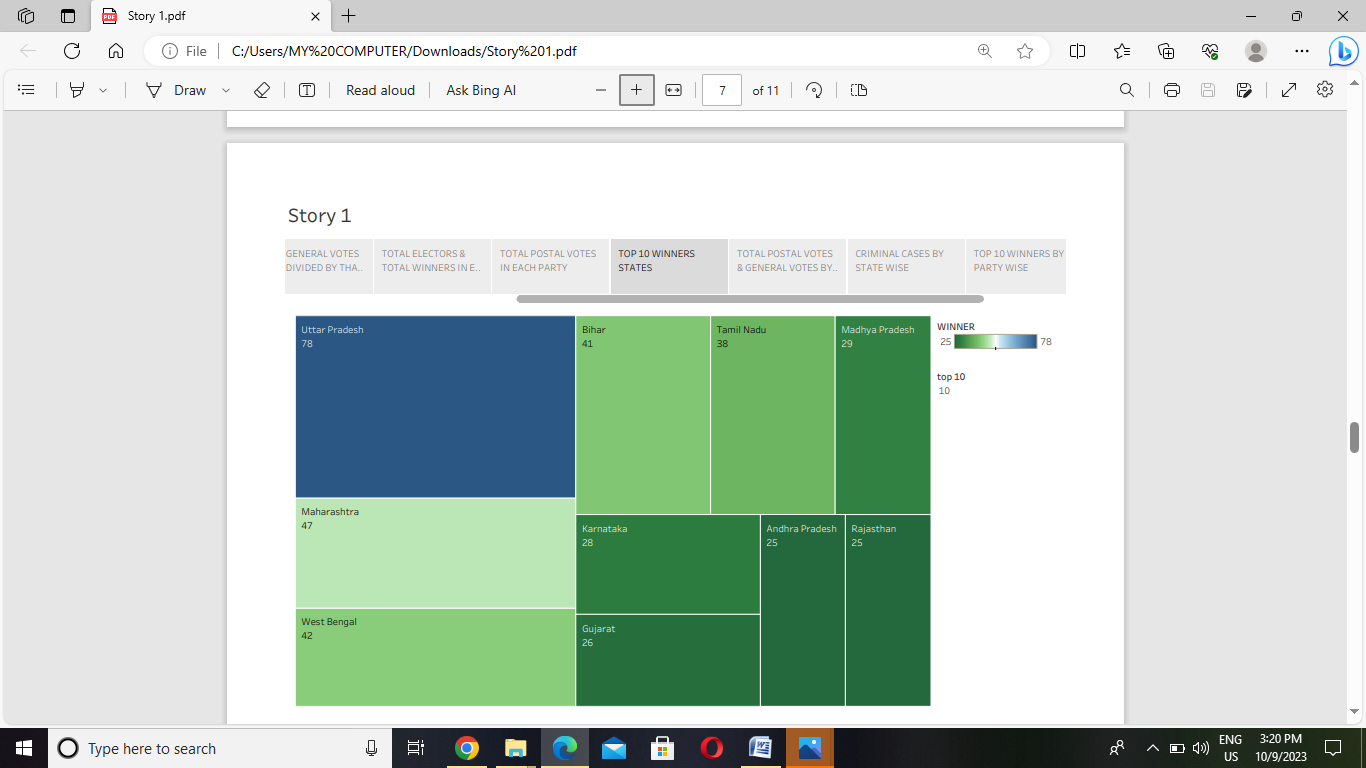 Story 1.pdf
File
C:/Users/MY%20COMPUTER/Downloads/Story%201.pdf
Draw
Read aloud
Ask Bing AI
7
of 11
Story 1
GENERAL VOTES
DIVIDED BY THA..
TOTAL ELECTORS &
TOTAL WINNERS IN E..
TOTAL POSTAL VOTES
IN EACH PARTY
TOP 10 WINNERS
STATES
TOTAL POSTAL VOTES
& GENERAL VOTES BY..
CRIMINAL CASES BY
STATE WISE
TOP 10 WINNERS BY
PARTY WISE
Uttar Pradesh
78
Maharashtra
47
West Bengal
42
Bihar
41
Tamil Nadu
38
Madhya Pradesh
29
Karnataka
28
Gujarat
26
Andhra Pradesh
25
Rajasthan
25
WINNER
25 78
top 10
10
Type here to search
ENG
US
3:20 PM
10/9/2023